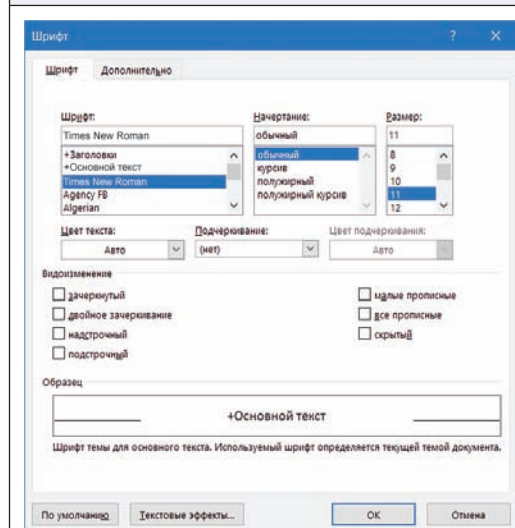 Шрифт ? ×
Шрифт Дополнительно
Шрифт: Начертание: Размер:
Times New Roman обычный 11
+Заголовки обычный 8
+Основной текст курсив 9
Times New Roman полужирный 10
Agency FB полужирный курсив 11
Algerian 12
Цвет текста: Подчеркивание: Цвет подчеркивания:
Авто (нет) Авто
Видоизменение
зачеркнутый малые прописные
двойное зачеркивание все прописные
надстрочный скрытый
подстрочный
Образец
+Основной текст
Шрифт темы для основного текста. Используемый шрифт определяется текущей темой документа.
По умолчанию Текстовые эффекты... ОК Отмена